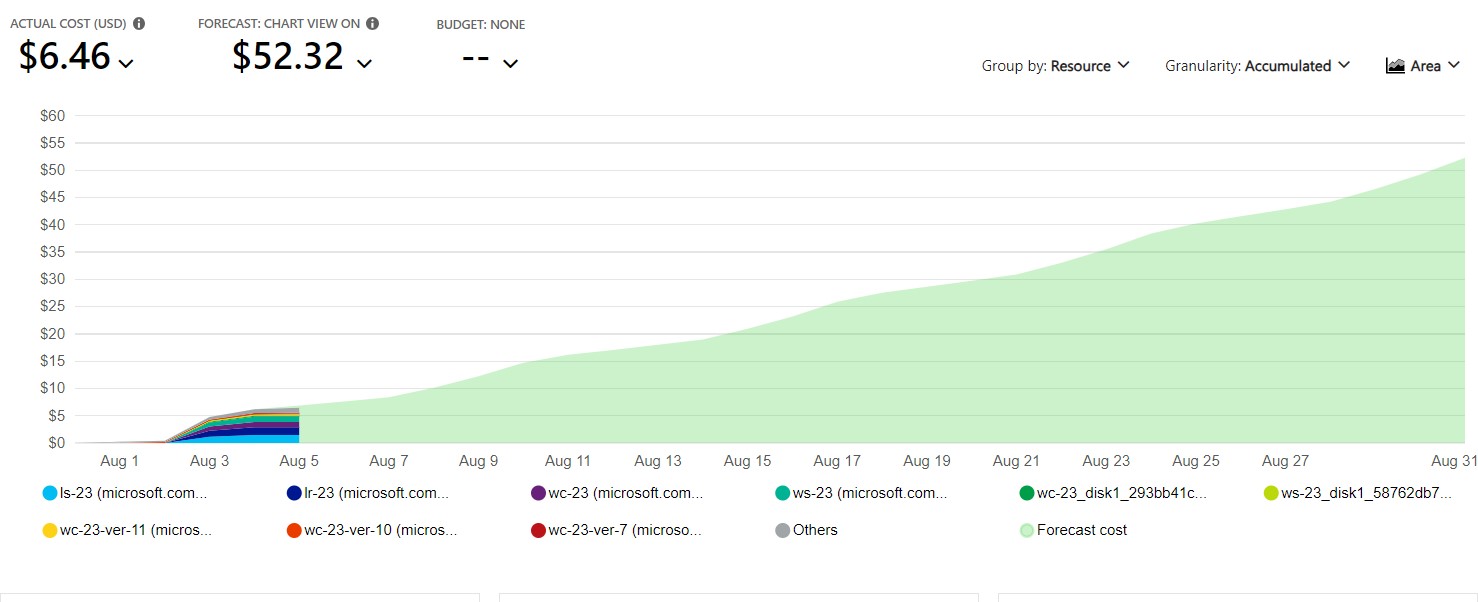 ACTUAL COST (USD)
FORECAST: CHART VIEW ON
BUDGET: NONE
$6.46
$52.32
--
Group by: Resource
Granularity: Accumulated
Area
$60
$55
$50
$45
$40
$35
$30
$25
$20
$15
$10
$5
$0
Aug 1 Aug 3 Aug 5 Aug 7 Aug 9 Aug 11 Aug 13 Aug 15 Aug 17 Aug 19 Aug 21 Aug 23 Aug 25 Aug 27 Aug 31
ls-23 (microsoft.com... lr-23 (microsoft.com... wc-23 (microsoft.com... ws-23 (microsoft.com... wc-23_disk1_293bb41c... ws-23_disk1_58762db7...
wc-23-ver-11 (micros... wc-23-ver-10 (micros... wc-23-ver-7 (microso... Others Forecast cost